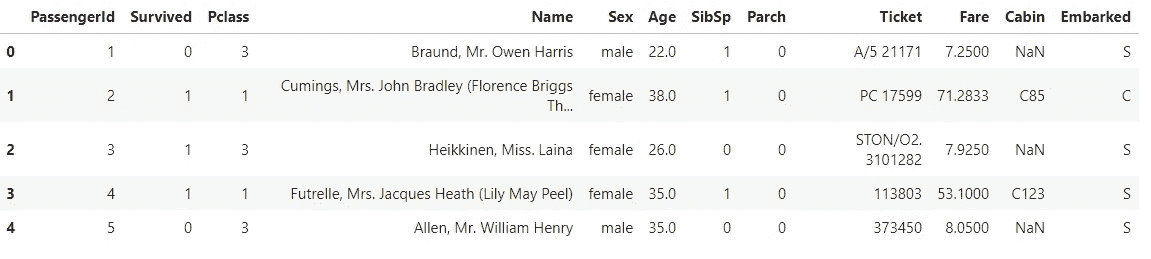 PassengerId Survived Pclass Name Sex Age SibSp Parch Ticket Fare Cabin Embarked
0 1 0 3 Braund, Mr. Owen Harris male 22.0 1 0 A/5 21171 7.2500 NaN S
1 2 1 1 Cumings, Mrs. John Bradley (Florence Briggs Th... female 38.0 1 0 PC 17599 71.2833 C85 C
2 3 1 3 Heikkinen, Miss. Laina female 26.0 0 0 STON/O2. 3101282 7.9250 NaN S
3 4 1 1 Futrelle, Mrs. Jacques Heath (Lily May Peel) female 35.0 1 0 113803 53.1000 C123 S
4 5 0 3 Allen, Mr. William Henry male 35.0 0 0 373450 8.0500 NaN S